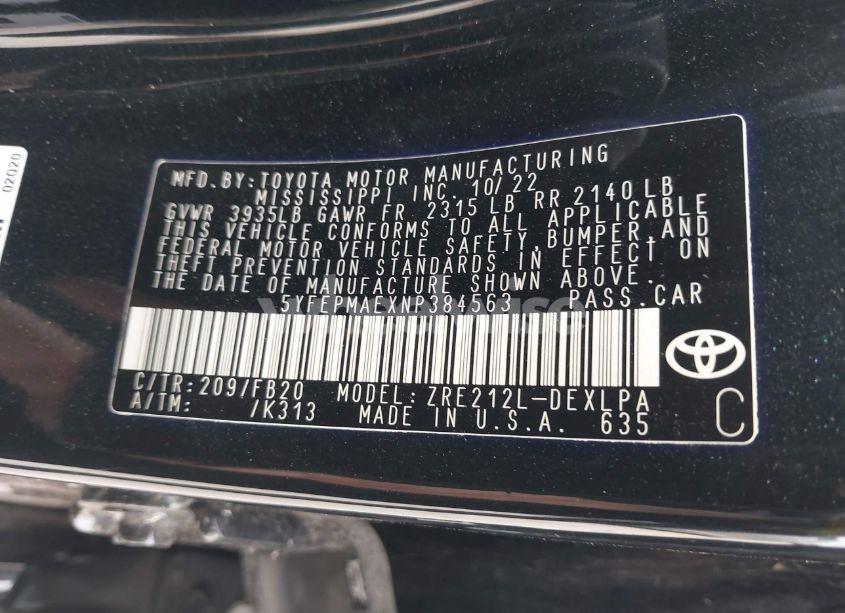 02020
MFD. BY: TOYOTA MOTOR MANUFACTURING
MISSISSIPPI INC. 10/22
GVWR 3935LB GAWR FR 2315 LB RR 2140 LB
THIS VEHICLE CONFORMS TO ALL APPLICABLE
FEDERAL MOTOR VEHICLE SAFETY, BUMPER, AND
THEFT PREVENTION STANDARDS IN EFFECT ON
THE DATE OF MANUFACTURE SHOWN ABOVE.
5YFEPMAEXNP384563 PASS. CAR
C/TR: 209/FB20 MODEL: ZRE212L-DEXLPA
A/TM: /K313 MADE IN U.S.A. 635
C